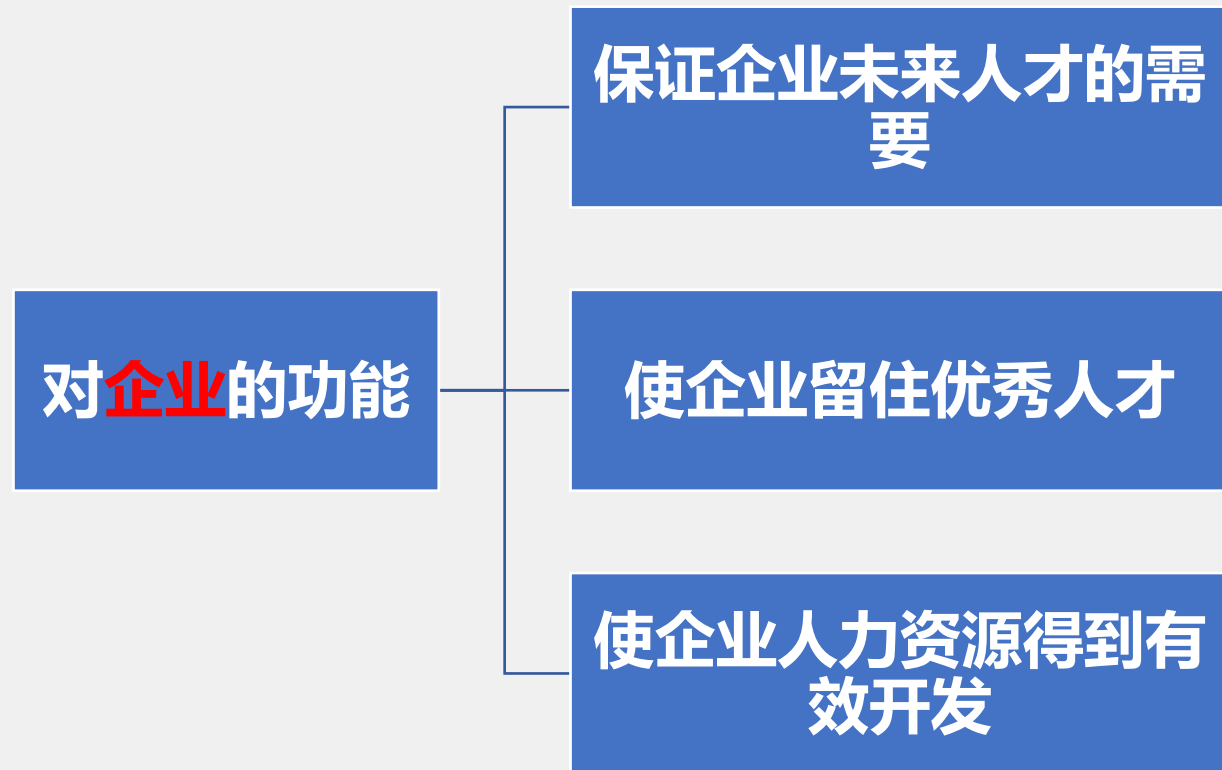 保证企业未来人才的需
要
对企业的功能
使企业留住优秀人才
使企业人力资源得到有
效开发